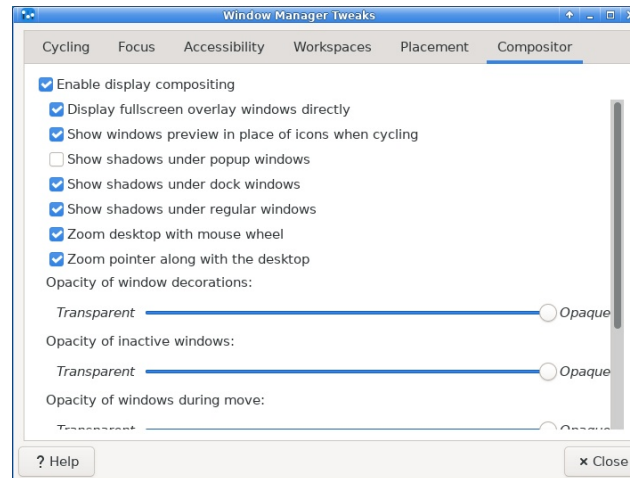 Window Manager Tweaks
Cycling Focus Accessibility Workspaces Placement Compositor
Enable display compositing
Display fullscreen overlay windows directly
Show windows preview in place of icons when cycling
Show shadows under popup windows
Show shadows under dock windows
Show shadows under regular windows
Zoom desktop with mouse wheel
Zoom pointer along with the desktop
Opacity of window decorations:
Transparent Opaque
Opacity of inactive windows:
Transparent Opaque
Opacity of windows during move:
Transparent Opaque
? Help × Close